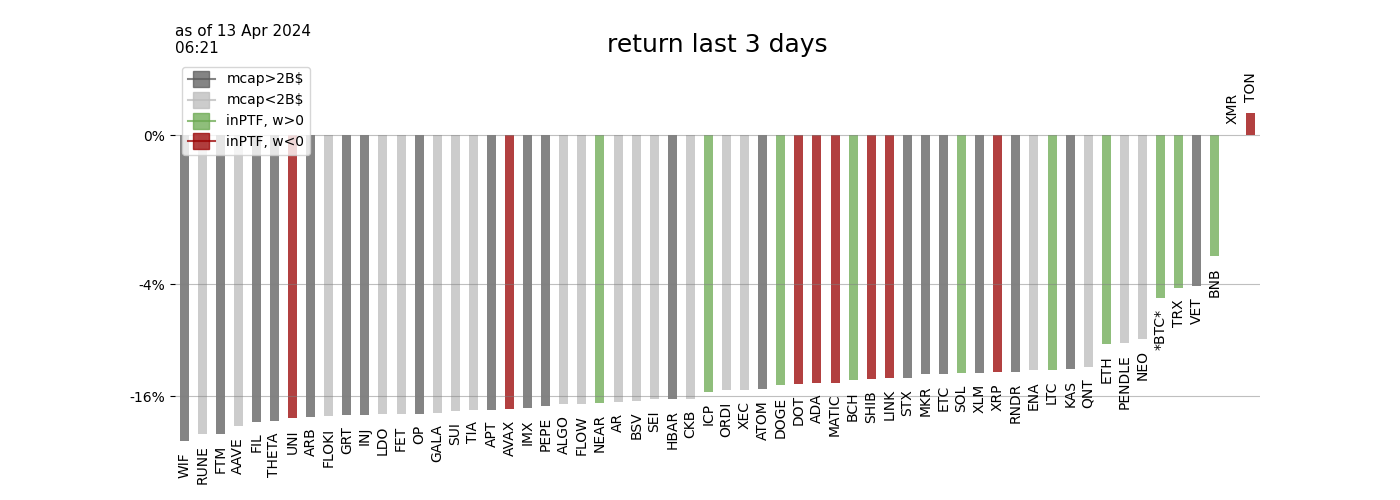 as of 13 Apr 2024
06:21
return last 3 days
mcap>2B$
mcap<2B$
inPTF, w>0
inPTF, w<0
0%
-4%
-16%
WIF
RUNE
FTM
AAVE
FIL
THETA
UNI
ARB
FLOKI
GRT
INJ
LDO
FET
OP
GALA
SUI
TIA
APT
AVAX
IMX
PEPE
ALGO
FLOW
NEAR
AR
BSV
SEI
HBAR
CKB
ICP
ORDI
XEC
ATOM
DOGE
DOT
ADA
MATIC
BCH
SHIB
LINK
STX
MKR
ETC
SOL
XLM
XRP
RNDR
ENA
LTC
KAS
QNT
ETH
PENDLE
NEO
*BTC*
TRX
VET
BNB
XMR
TON